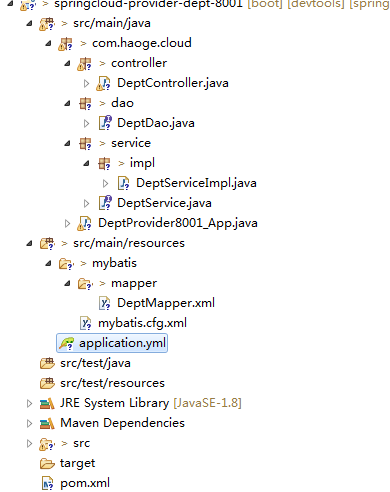 > springcloud-provider-dept-8001 [boot] [devtools] [spring
> src/main/java
> com.haoge.cloud
> controller
> DeptController.java
> dao
> DeptDao.java
> service
> impl
> DeptServiceImpl.java
> DeptService.java
> DeptProvider8001_App.java
> src/main/resources
> mybatis
> mapper
DeptMapper.xml
mybatis.cfg.xml
application.yml
src/test/java
src/test/resources
JRE System Library [JavaSE-1.8]
Maven Dependencies
> src
target
pom.xml